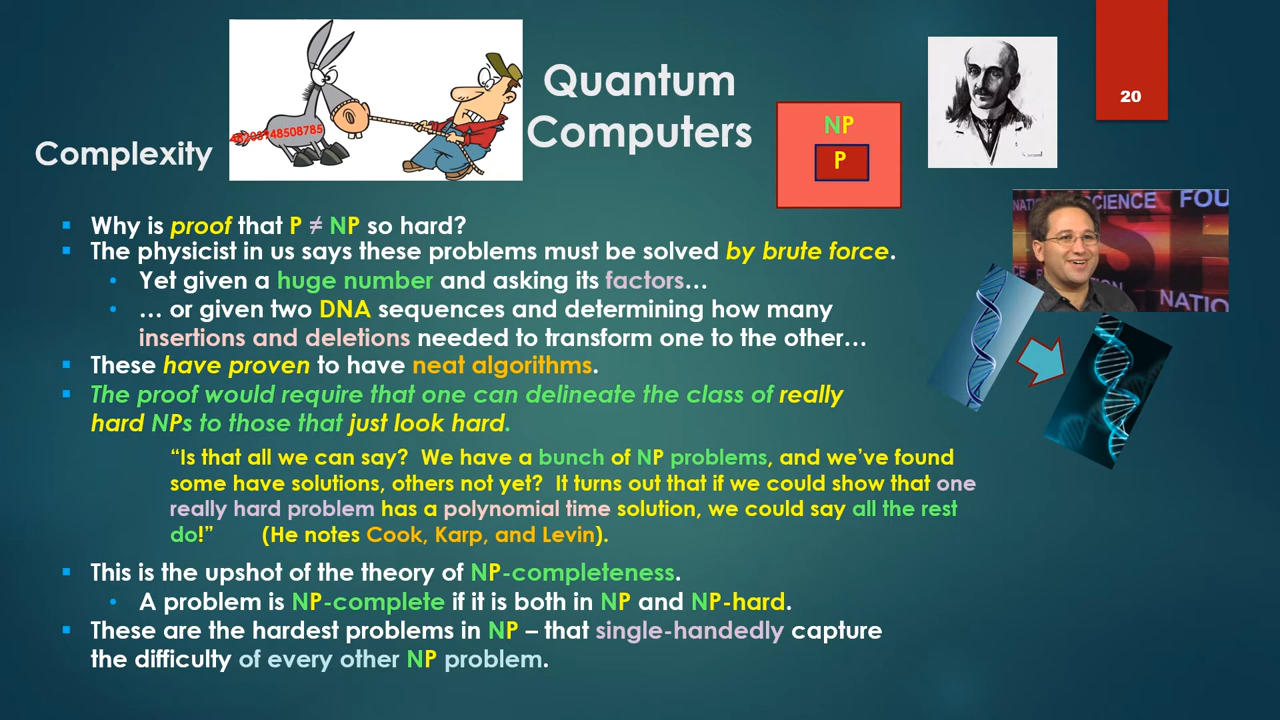 Quantum
Computers
Complexity
20
NP
P
NATI
SCIENCE
FOU
NATIO
▪ Why is proof that P ≠ NP so hard?
▪ The physicist in us says these problems must be solved by brute force.
• Yet given a huge number and asking its factors…
• … or given two DNA sequences and determining how many
insertions and deletions needed to transform one to the other…
▪ These have proven to have neat algorithms.
▪ The proof would require that one can delineate the class of really
hard NPs to those that just look hard.
“Is that all we can say? We have a bunch of NP problems, and we’ve found
some have solutions, others not yet? It turns out that if we could show that one
really hard problem has a polynomial time solution, we could say all the rest
do!” (He notes Cook, Karp, and Levin).
▪ This is the upshot of the theory of NP-completeness.
• A problem is NP-complete if it is both in NP and NP-hard.
▪ These are the hardest problems in NP – that single-handedly capture
the difficulty of every other NP problem.